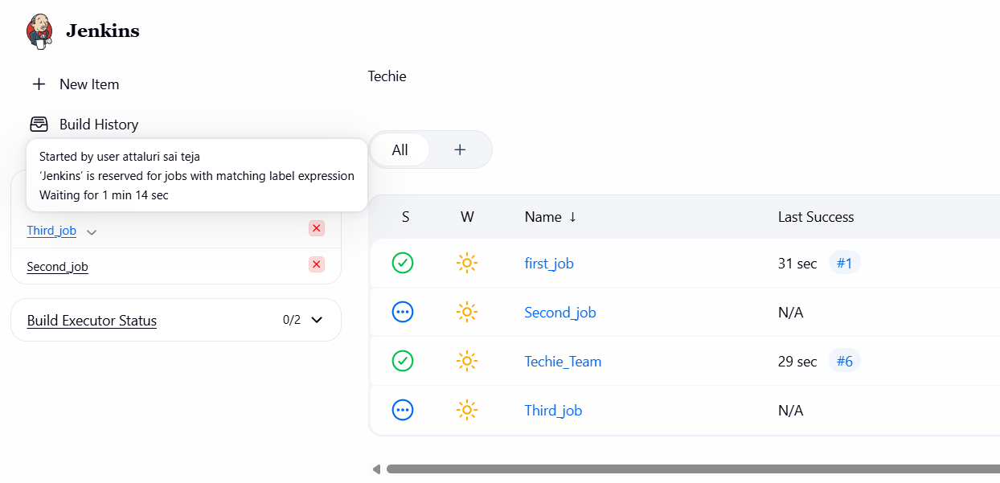 Jenkins
New Item
Build History
Started by user attaluri sai teja
‘Jenkins’ is reserved for jobs with matching label expression
Waiting for 1 min 14 sec
Third_job
Second_job
Build Executor Status 0/2
Techie
All +
S W Name ↓ Last Success
first_job 31 sec #1
Second_job N/A
Techie_Team 29 sec #6
Third_job N/A